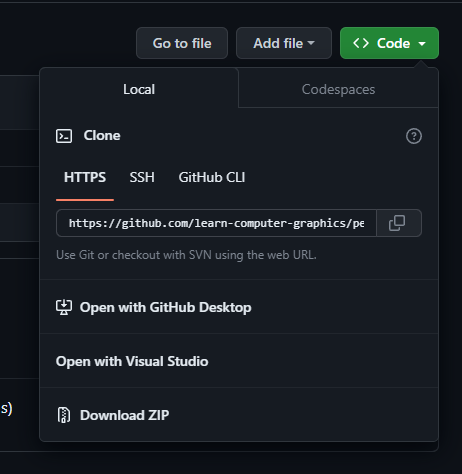 Go to file
Add file
<> Code
Local
Codespaces
Clone
HTTPS
SSH
GitHub CLI
https://github.com/learn-computer-graphics/pe
Use Git or checkout with SVN using the web URL.
Open with GitHub Desktop
Open with Visual Studio
s)
Download ZIP